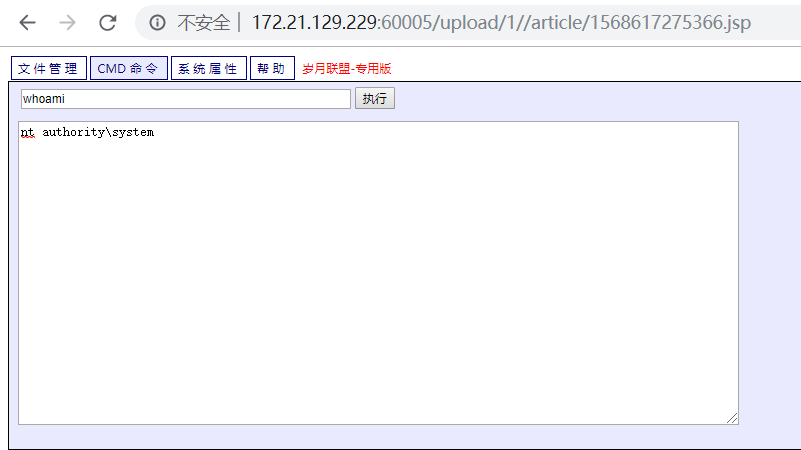 不安全 | 172.21.129.229:60005/upload/1//article/1568617275366.jsp
文件管理 CMD命令 系统属性 帮助 岁月联盟-专用版
whoami 执行
nt authority\system